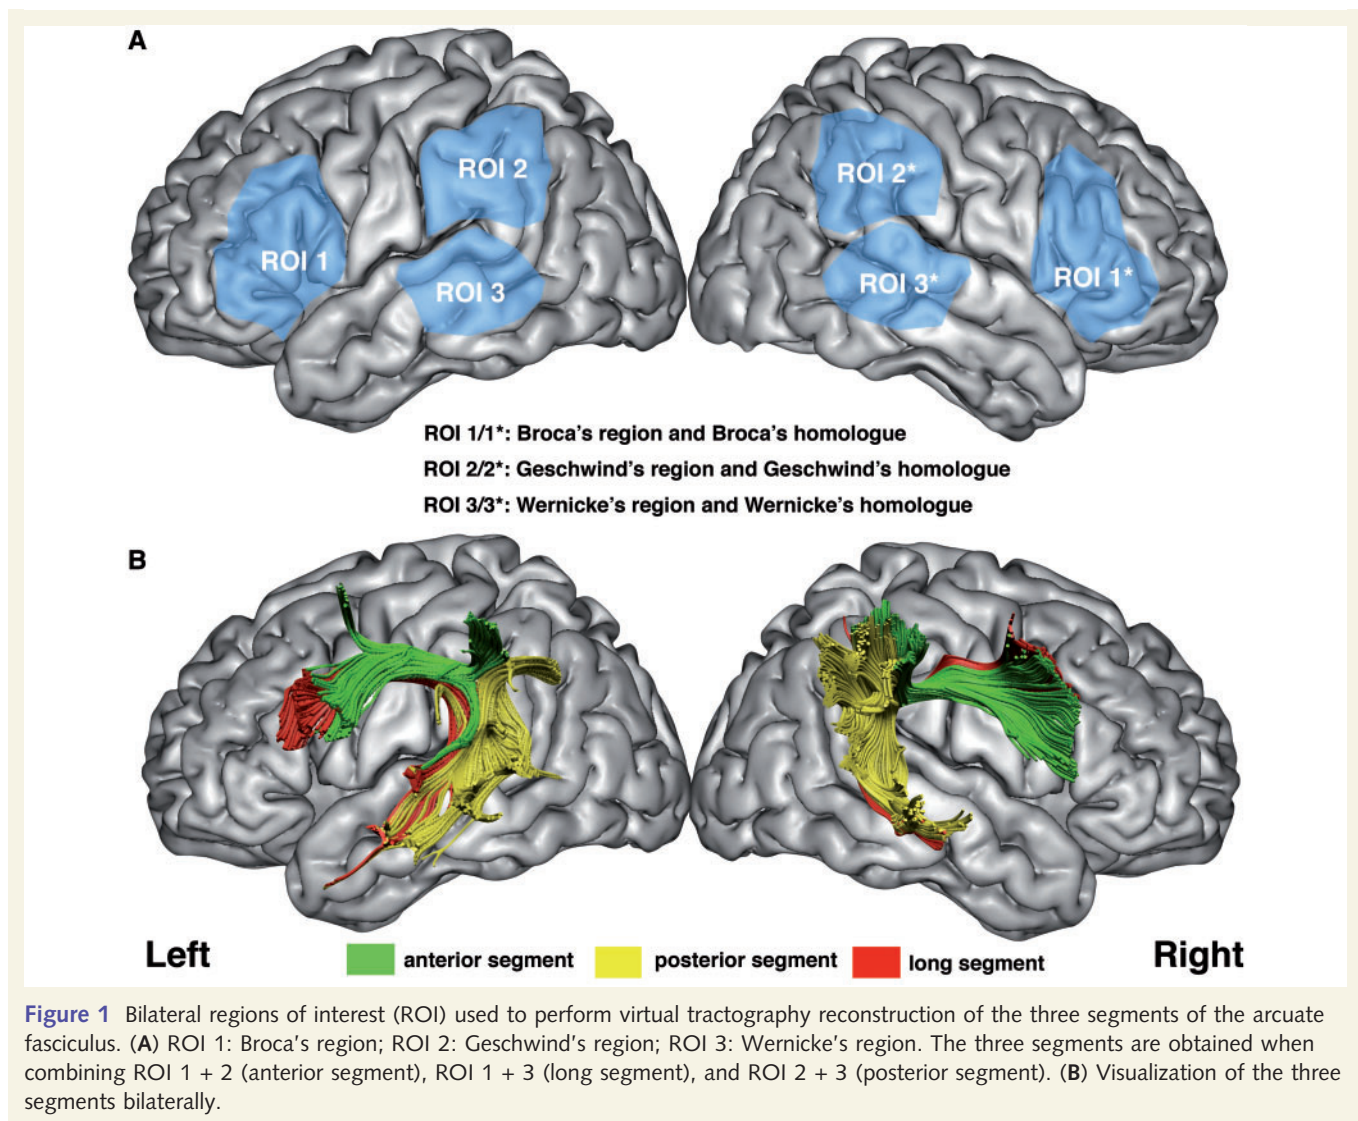 A
ROI 1
ROI 2
ROI 3
ROI 2*
ROI 3*
ROI 1*
ROI 1/1*: Broca's region and Broca's homologue
ROI 2/2*: Geschwind's region and Geschwind's homologue
ROI 3/3*: Wernicke's region and Wernicke's homologue
B
Left
anterior segment
posterior segment
long segment
Right
Figure 1 Bilateral regions of interest (ROI) used to perform virtual tractography reconstruction of the three segments of the arcuate
fasciculus. (A) ROI 1: Broca's region; ROI 2: Geschwind's region; ROI 3: Wernicke's region. The three segments are obtained when
combining ROI 1 + 2 (anterior segment), ROI 1 + 3 (long segment), and ROI 2 + 3 (posterior segment). (B) Visualization of the three
segments bilaterally.